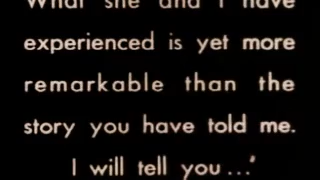 What she and I have
experienced is yet more
remarkable than the
story you have told me.
I will tell you...'